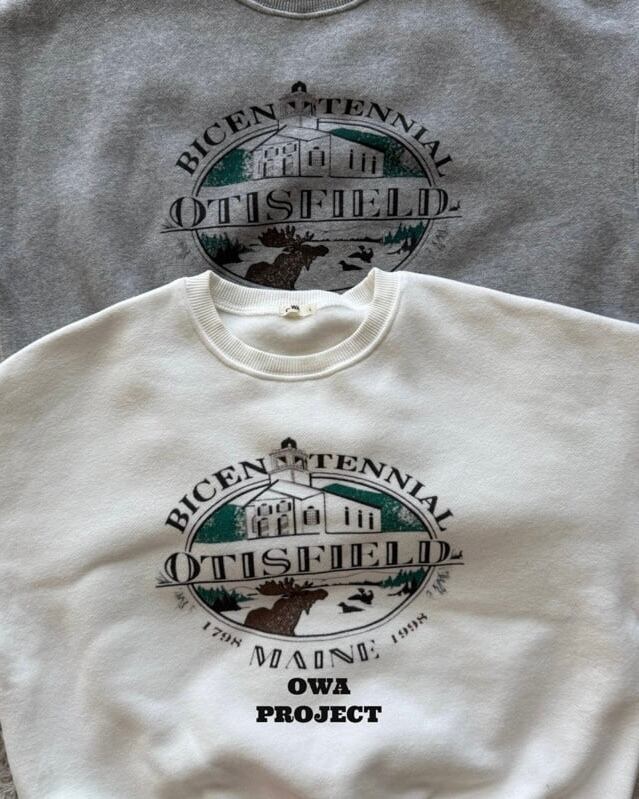 BICENTENNIAL
OTISFIELD
BICENTENNIAL
OTISFIELD
1798 MAINE 1998
OWA
PROJECT